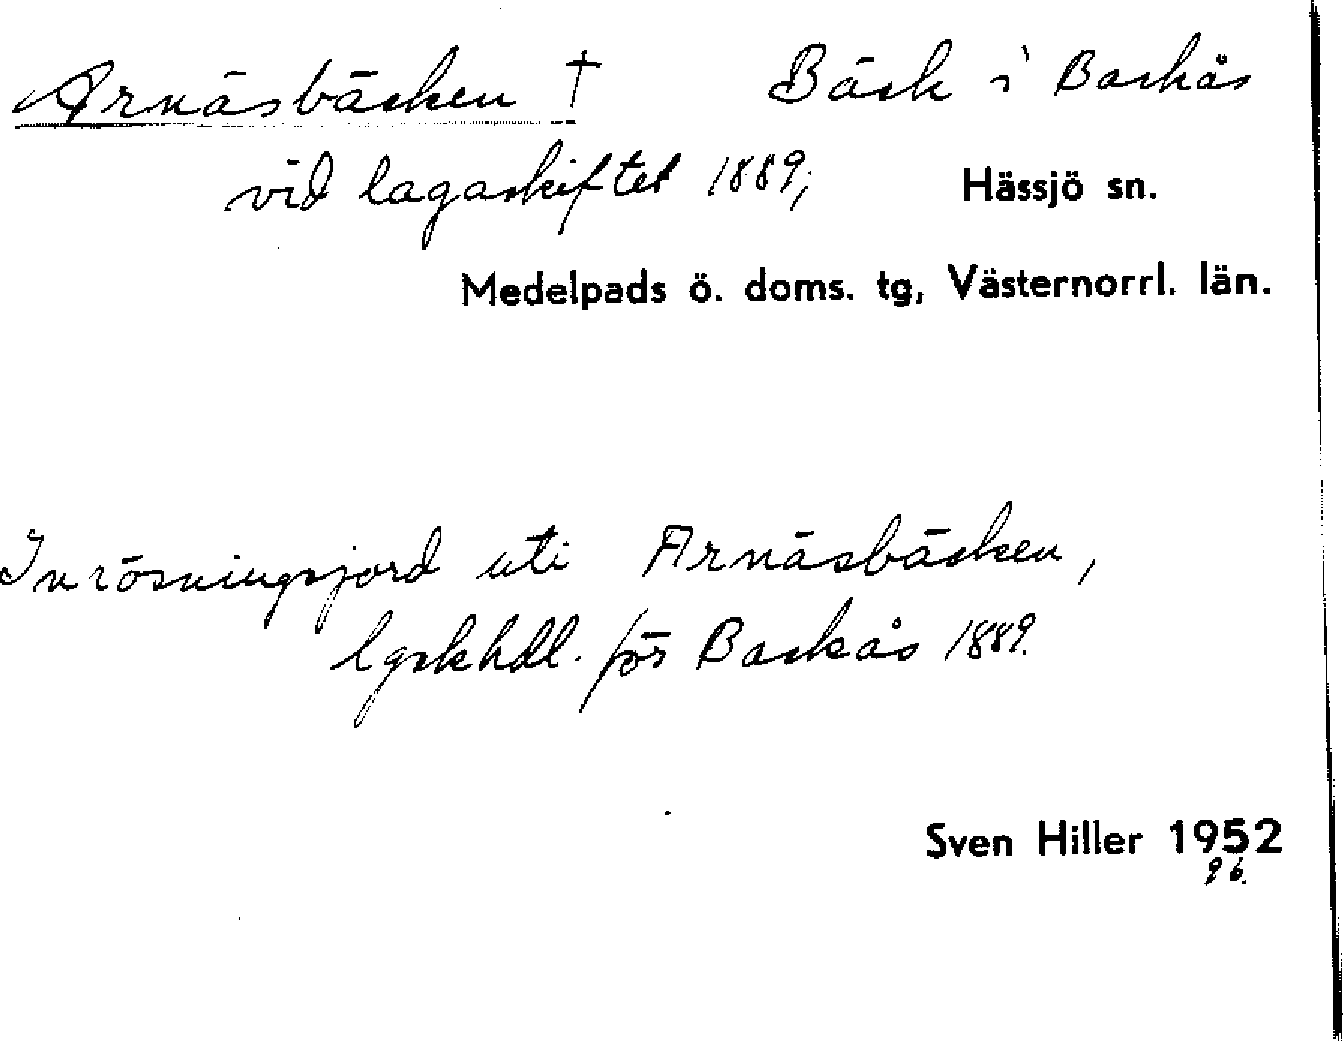 Arnäsbäcken † Bäck i Backås
vid lagaskiftet 1889;
Hässjö sn.
Medelpads ö. doms. tg, Västernorrl. län.
Inrösningsjord uti Arnäsbäcken,
lgskhdl. för Backås 1889.
Sven Hiller 1952
96.